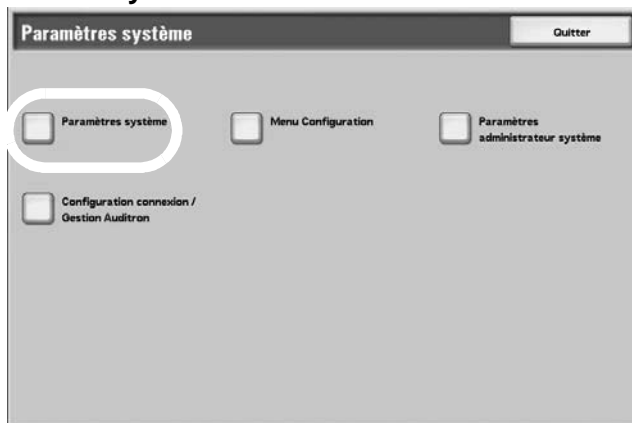 Paramètres système
Quitter
Paramètres système
Menu Configuration
Paramètres
administrateur système
Configuration connexion /
Gestion Auditron